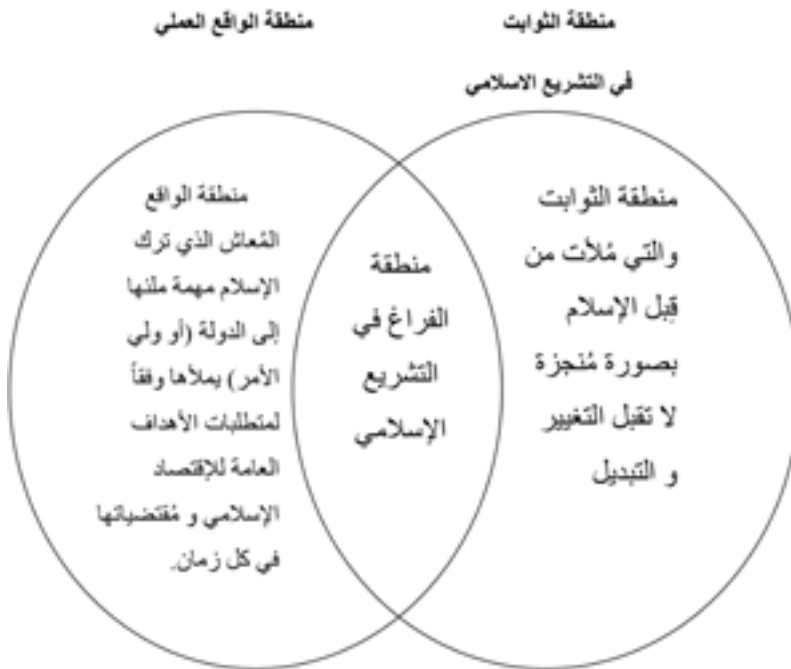 منطقة الثوابت
في التشريع الاسلامي
منطقة الواقع العملي
منطقة الثوابت
والتي مُلأت من
قِبل الإسلام
بصورة مُنجزة
لا تقبل التغيير
و التبديل
منطقة
الفراغ في
التشريع
الإسلامي
منطقة الواقع
المُعاش الذي ترك
الإسلام مهمة ملئها
إلى الدولة (أو ولي
الأمر) يملأها وفقاً
لمتطلبات الأهداف
العامة للإقتصاد
الإسلامي و مُقتضياتها
في كل زمان.